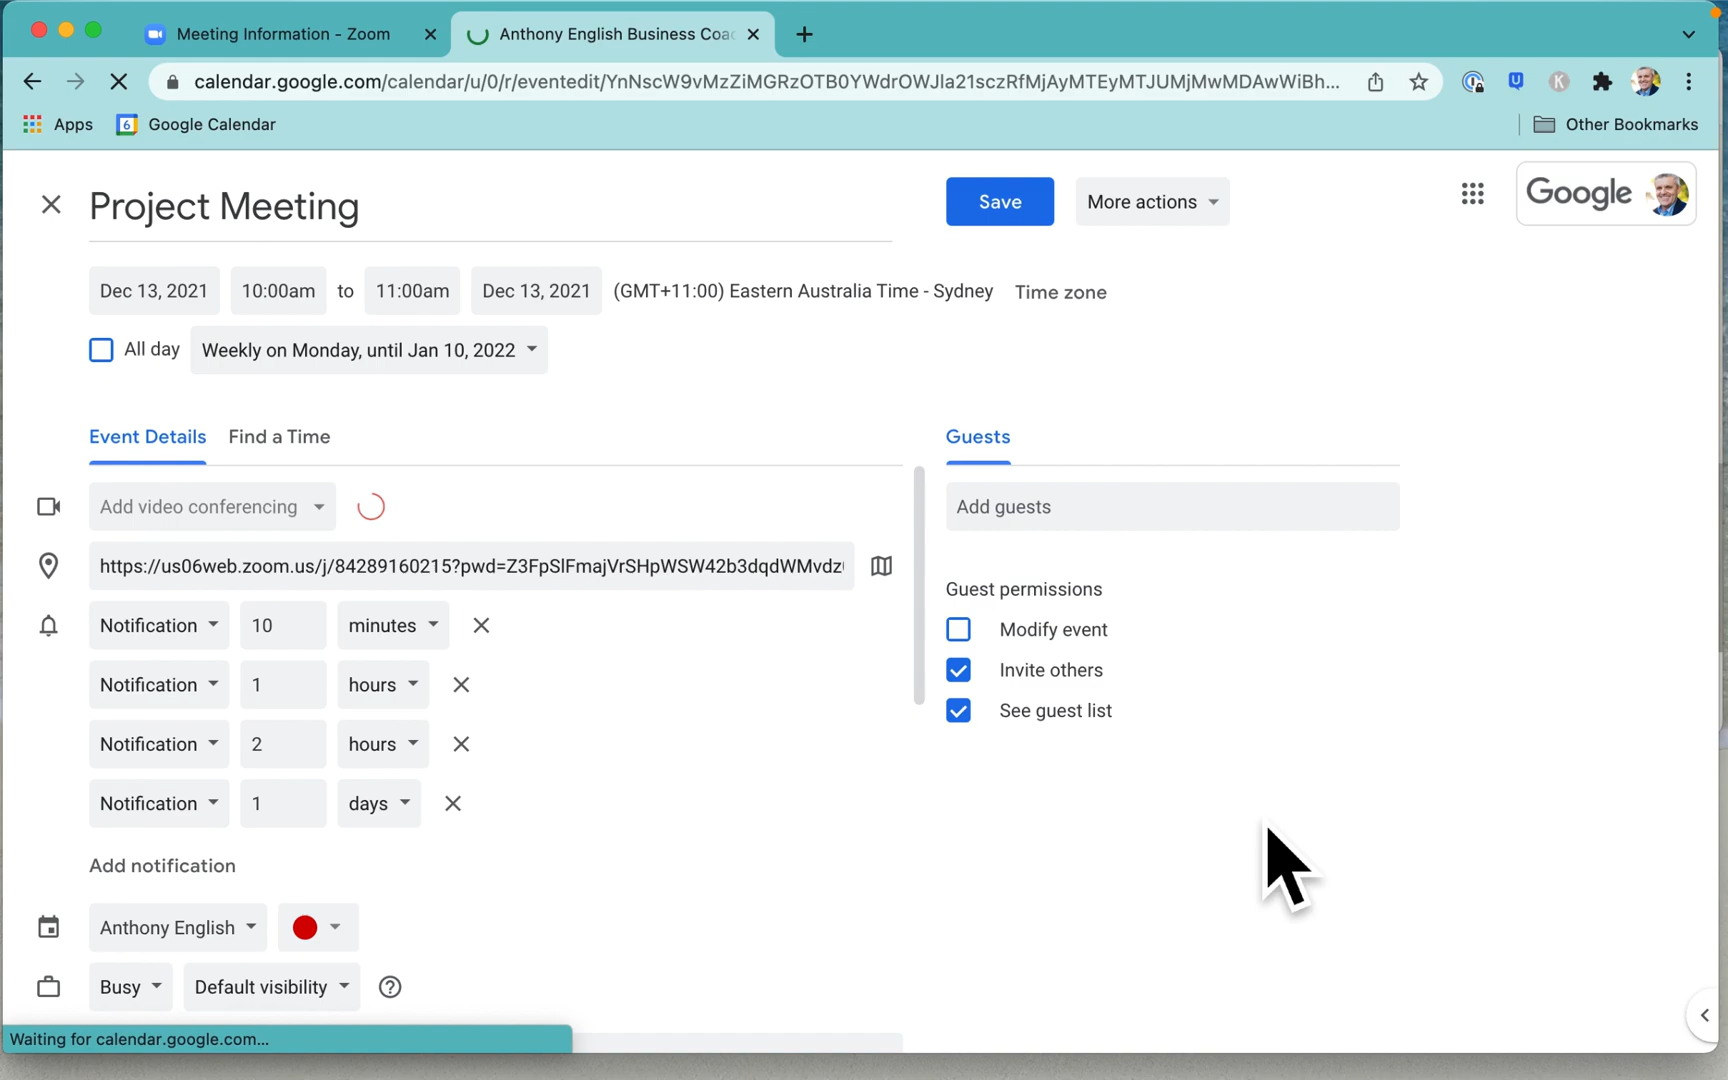 Meeting Information - Zoom
Anthony English Business Coac
calendar.google.com/calendar/u/0/r/eventedit/YnNscW9vMzZiMGRzOTB0YWdrOWJla21sczRfMjAyMTEyMTJUMjMwMDAwWiBh...
Apps
6
Google Calendar
Other Bookmarks
K
Project Meeting
Save
More actions
Google
Dec 13, 2021
10:00am
to
11:00am
Dec 13, 2021
(GMT+11:00) Eastern Australia Time - Sydney
Time zone
All day
Weekly on Monday, until Jan 10, 2022
Event Details
Find a Time
Guests
Add video conferencing
Add guests
https://us06web.zoom.us/j/84289160215?pwd=Z3FpSlFmajVrSHpWSW42b3dqdWMvdz
Guest permissions
Notification
10
minutes
Modify event
Invite others
Notification
1
hours
See guest list
Notification
2
hours
Notification
1
days
Add notification
Anthony English
Busy
Default visibility
Waiting for calendar.google.com...